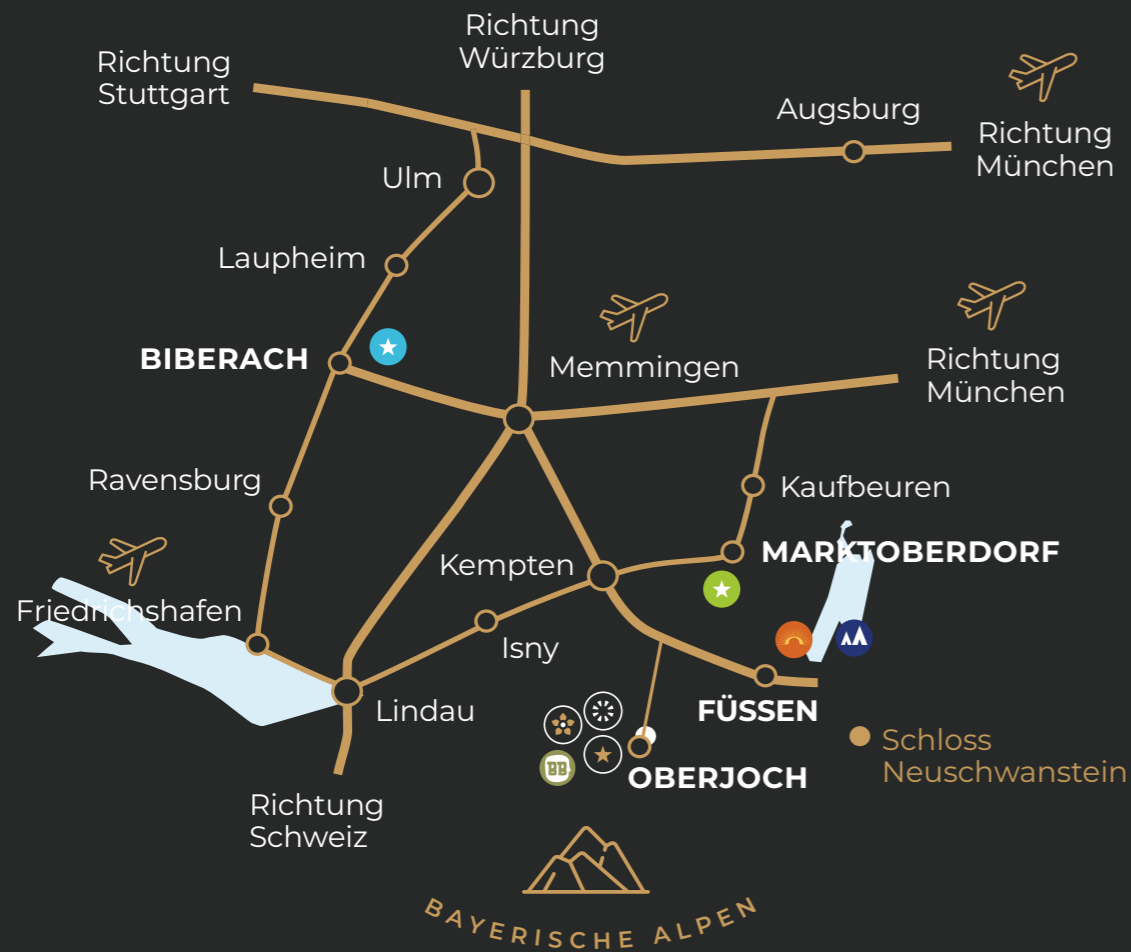 Richtung
Würzburg
Richtung
Stuttgart
Augsburg
Richtung
München
Ulm
Laupheim
BIBERACH
Memmingen
Richtung
München
Ravensburg
Kaufbeuren
MARKTOBERDORF
Kempten
Friedrichshafen
Isny
Lindau
FÜSSEN
Schloss
Neuschwanstein
BB
OBERJOCH
Richtung
Schweiz
BAYERISCHE ALPEN